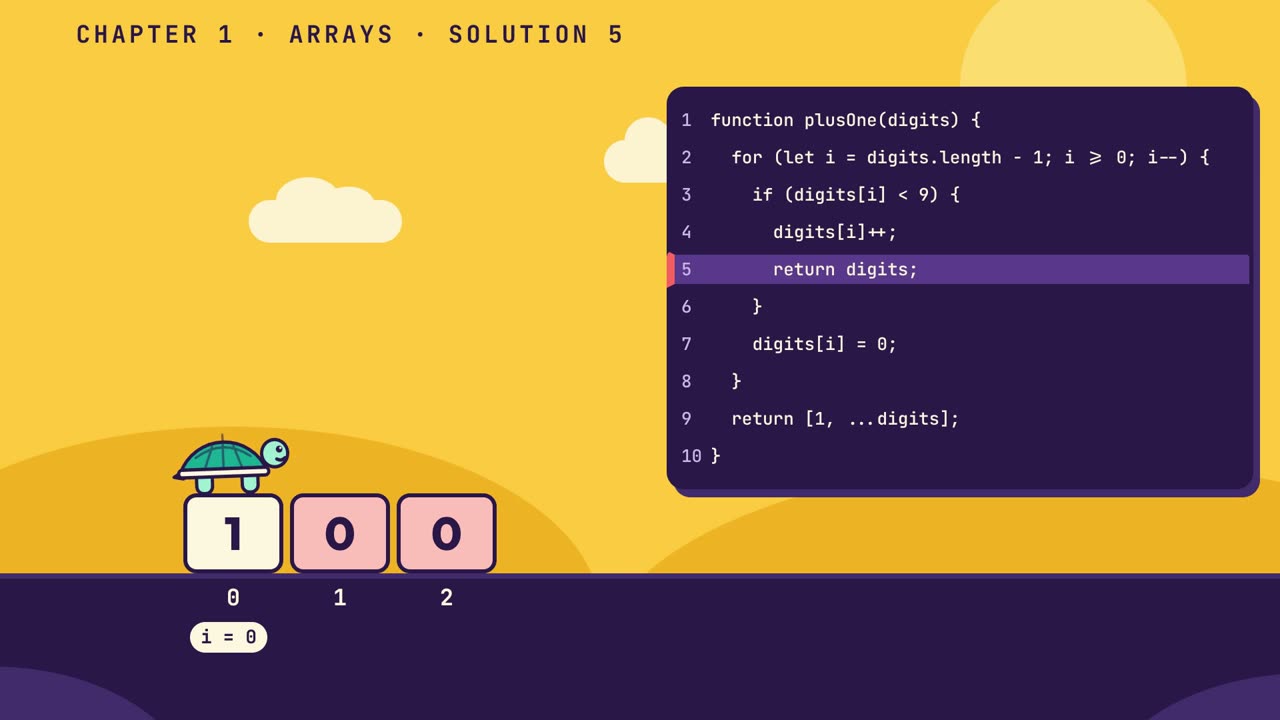 CHAPTER 1 · ARRAYS · SOLUTION 5
1 function plusOne(digits) {
2 for (let i = digits.length - 1; i >= 0; i--) {
3 if (digits[i] < 9) {
4 digits[i]++;
5 return digits;
6 }
7 digits[i] = 0;
8 }
9 return [1, ...digits];
10 }
1 0 0
0 1 2
i = 0